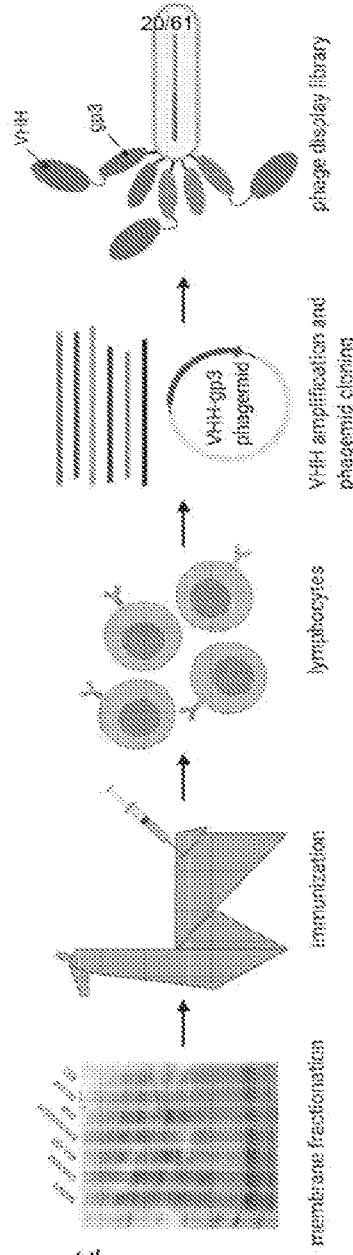 membrane fractionation
immunization
lymphocytes
VHH-gp3
phagemid
VHH amplification and
phagemid cloning
VHH
gp3
20/61
phage display library